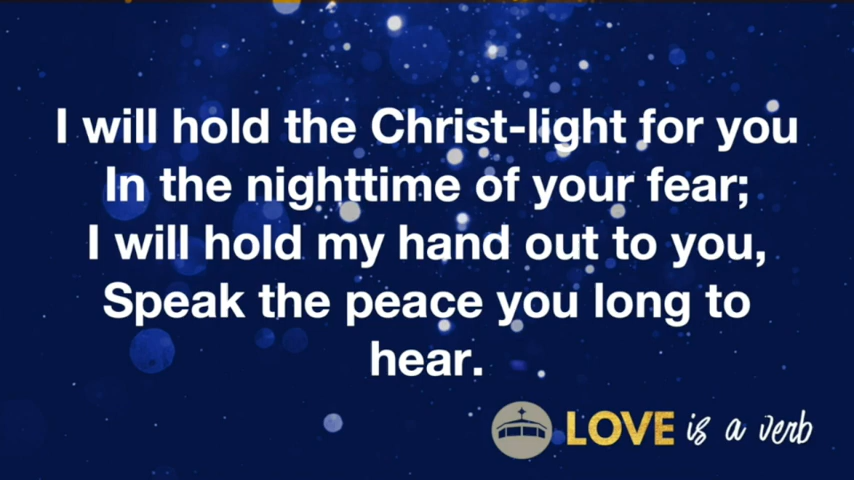 I will hold the Christ-light for you
In the nighttime of your fear;
I will hold my hand out to you,
Speak the peace you long to
hear.
LOVE is a verb